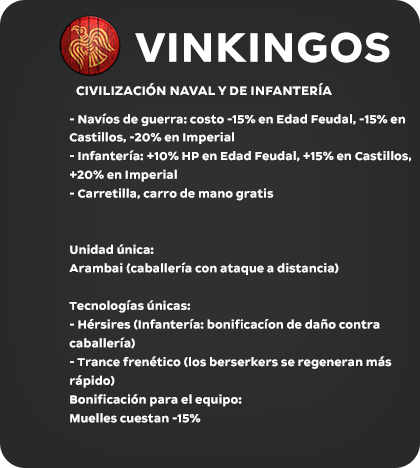 VINKINGOS
CIVILIZACIÓN NAVAL Y DE INFANTERÍA
- Navíos de guerra: costo -15% en Edad Feudal, -15% en
Castillos, -20% en Imperial
- Infantería: +10% HP en Edad Feudal, +15% en Castillos,
+20% en Imperial
- Carretilla, carro de mano gratis
Unidad única:
Arambai (caballería con ataque a distancia)
Tecnologías únicas:
- Hérsires (Infantería: bonificacíon de daño contra
caballería)
- Trance frenético (los berserkers se regeneran más
rápido)
Bonificación para el equipo:
Muelles cuestan -15%